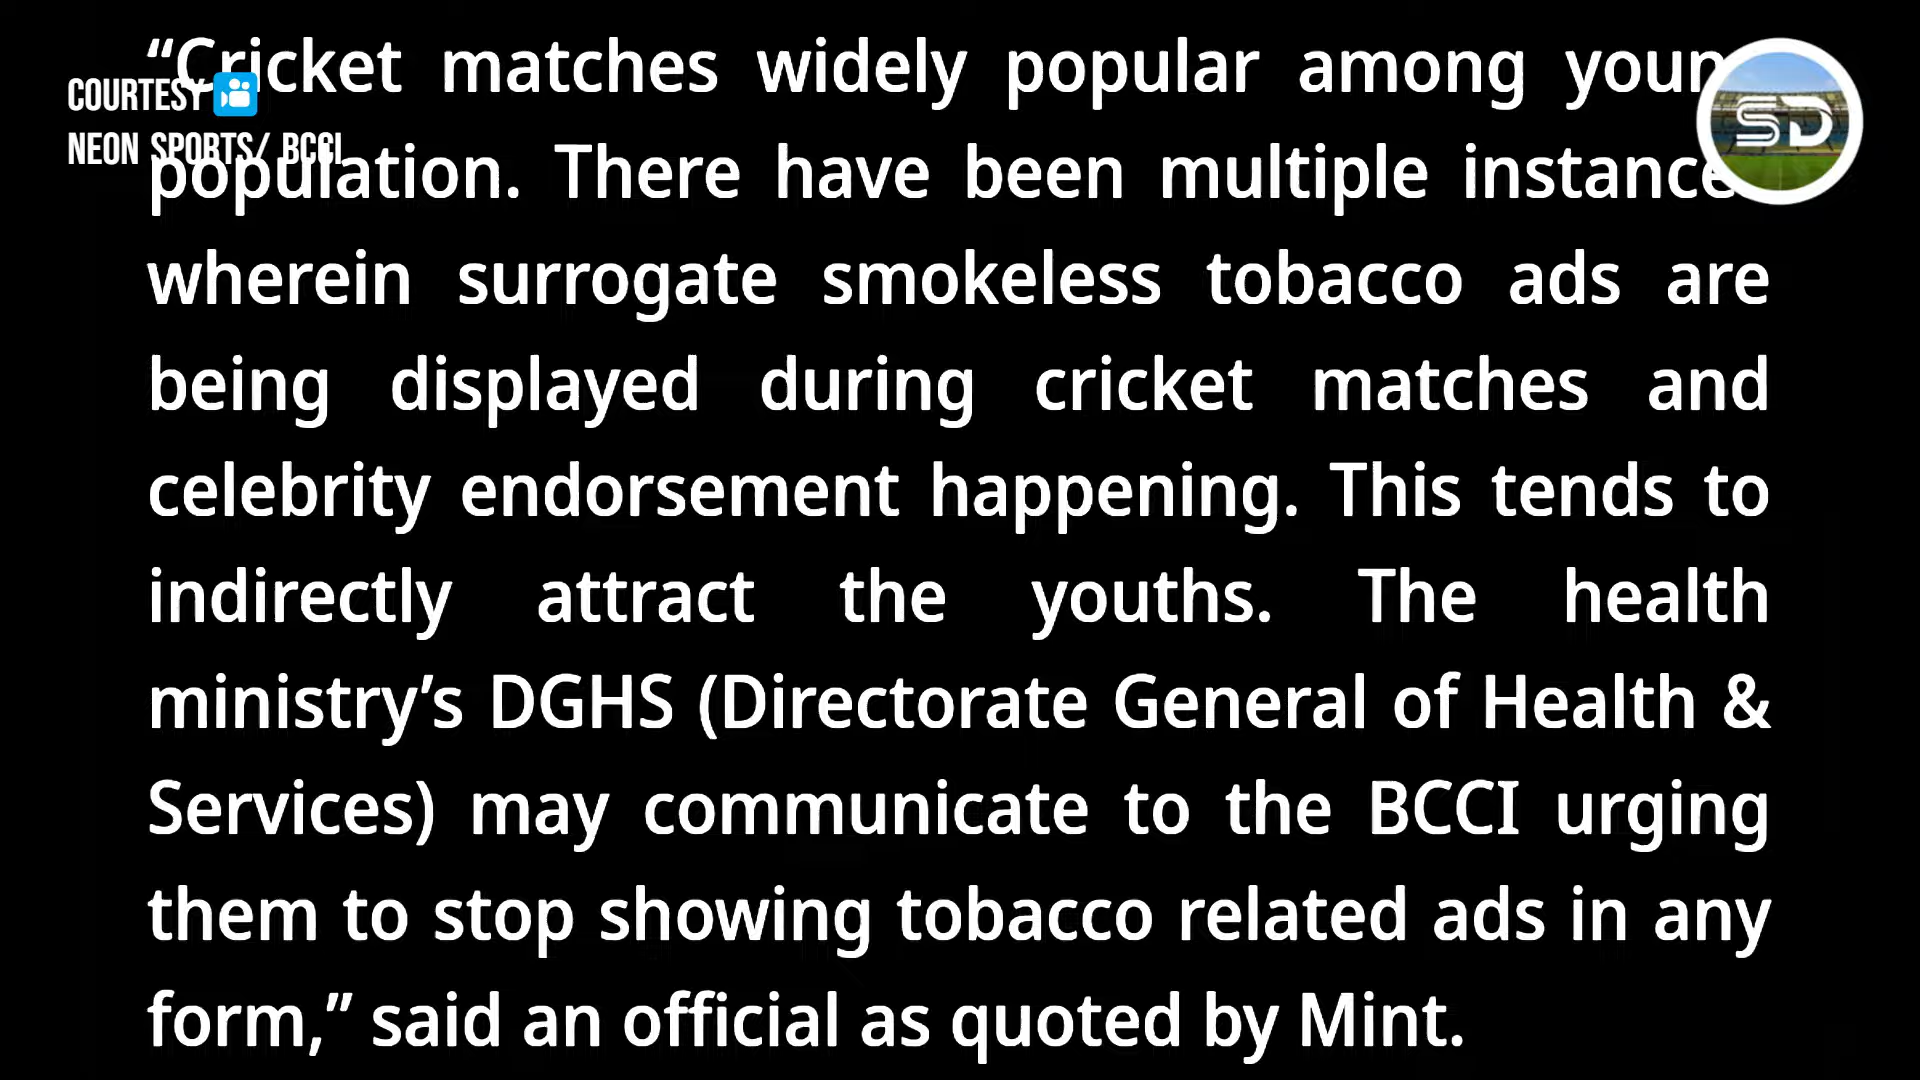 “Cricket matches widely popular among young
COURTESY
NEON SPORTS/ BCCI
population. There have been multiple instances
wherein surrogate smokeless tobacco ads are
being displayed during cricket matches and
celebrity endorsement happening. This tends to
indirectly attract the youths. The health
ministry’s DGHS (Directorate General of Health &
Services) may communicate to the BCCI urging
them to stop showing tobacco related ads in any
form,” said an official as quoted by Mint.
SD